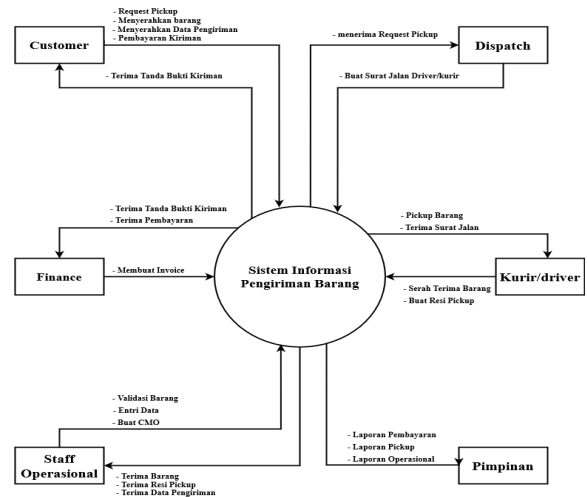 - Request Pickup
- Menyerahkan barang
- Menyerahkan Data Pengiriman
- Pembayaran Kiriman
Customer
- menerima Request Pickup
Dispatch
- Terima Tanda Bukti Kiriman
- Buat Surat Jalan Driver/kurir
- Terima Tanda Bukti Kiriman
- Terima Pembayaran
- Pickup Barang
- Terima Surat Jalan
Finance
- Membuat Invoice
Sistem Informasi
Pengiriman Barang
Kurir/driver
- Serah Terima Barang
- Buat Resi Pickup
- Validasi Barang
- Entri Data
- Buat CMO
Staff
Operasional
- Terima Barang
- Terima Resi Pickup
- Terima Data Pengiriman
- Laporan Pembayaran
- Laporan Pickup
- Laporan Operasional
Pimpinan